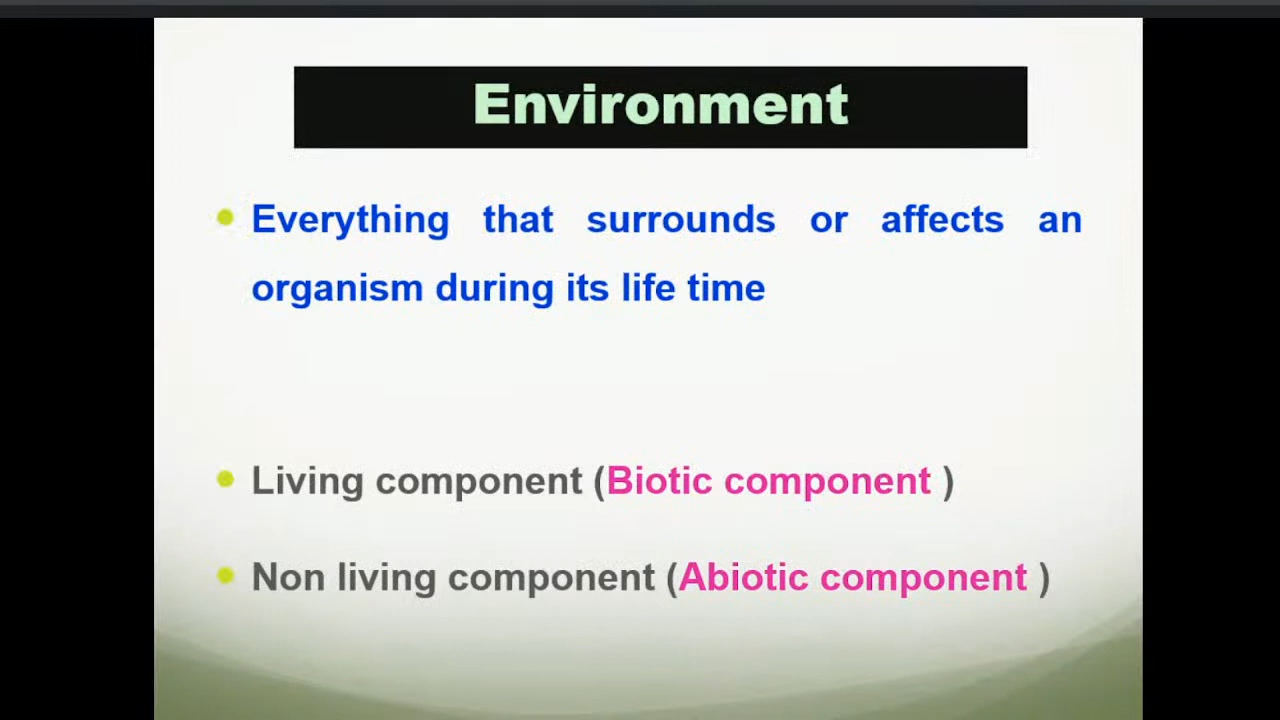 Environment
Everything that surrounds or affects an
organism during its life time
Living component (Biotic component )
Non living component (Abiotic component )